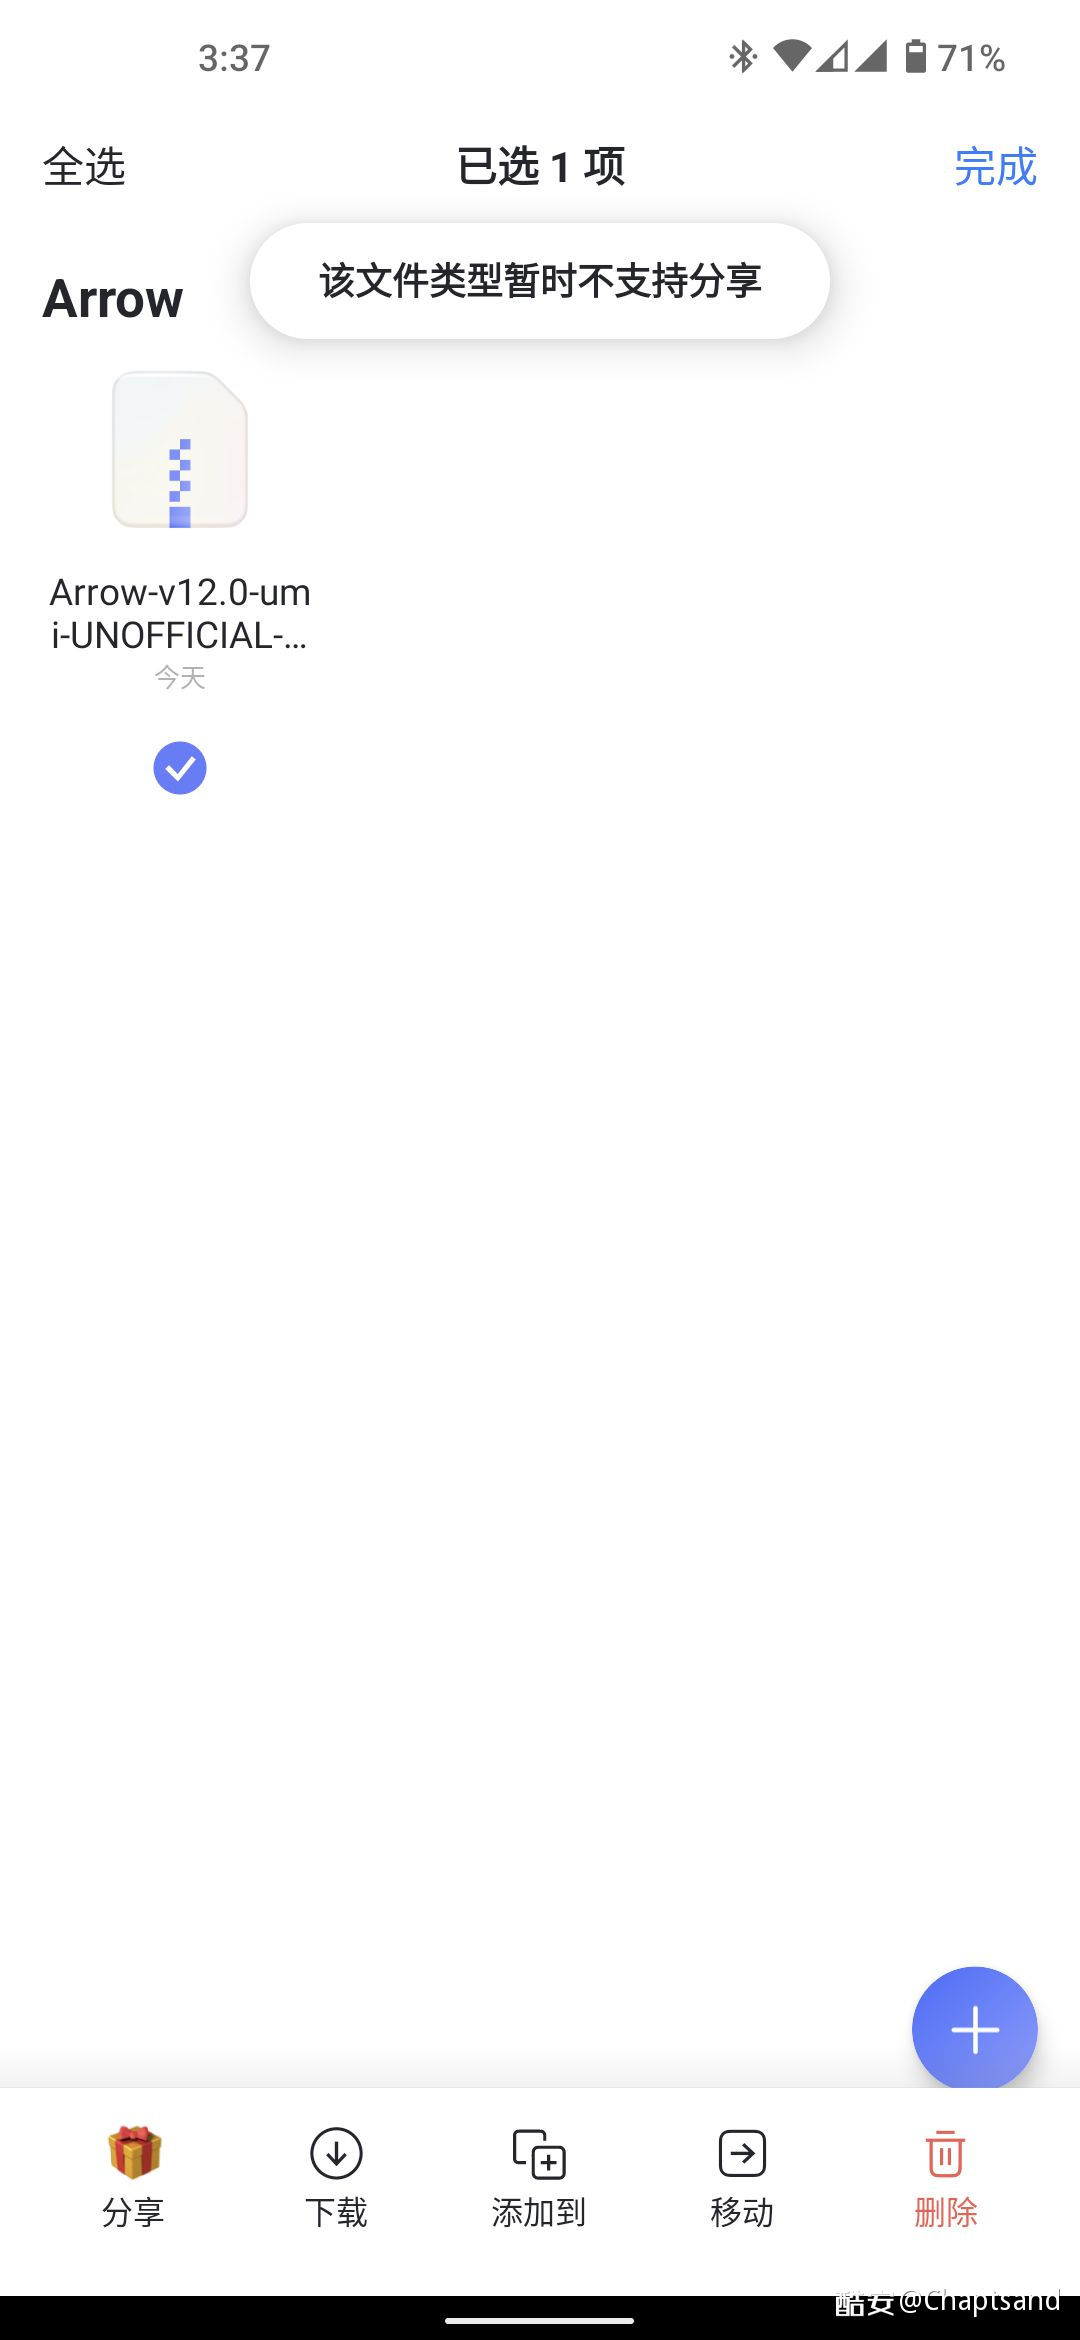 3:37
71%
全选
已选 1 项
完成
该文件类型暂时不支持分享
Arrow
Arrow-v12.0-um
i-UNOFFICIAL-...
今天
分享
下载
添加到
移动
删除
酷安@Chaptsand